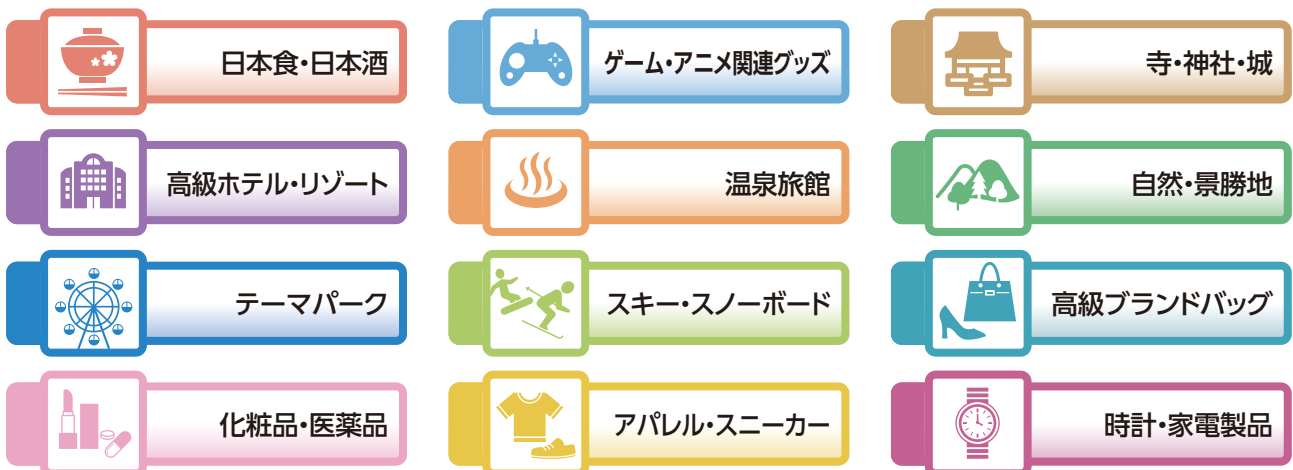 日本食・日本酒
ゲーム・アニメ関連グッズ
寺・神社・城
高級ホテル・リゾート
温泉旅館
自然・景勝地
テーマパーク
スキー・スノーボード
高級ブランドバッグ
化粧品・医薬品
アパレル・スニーカー
時計・家電製品